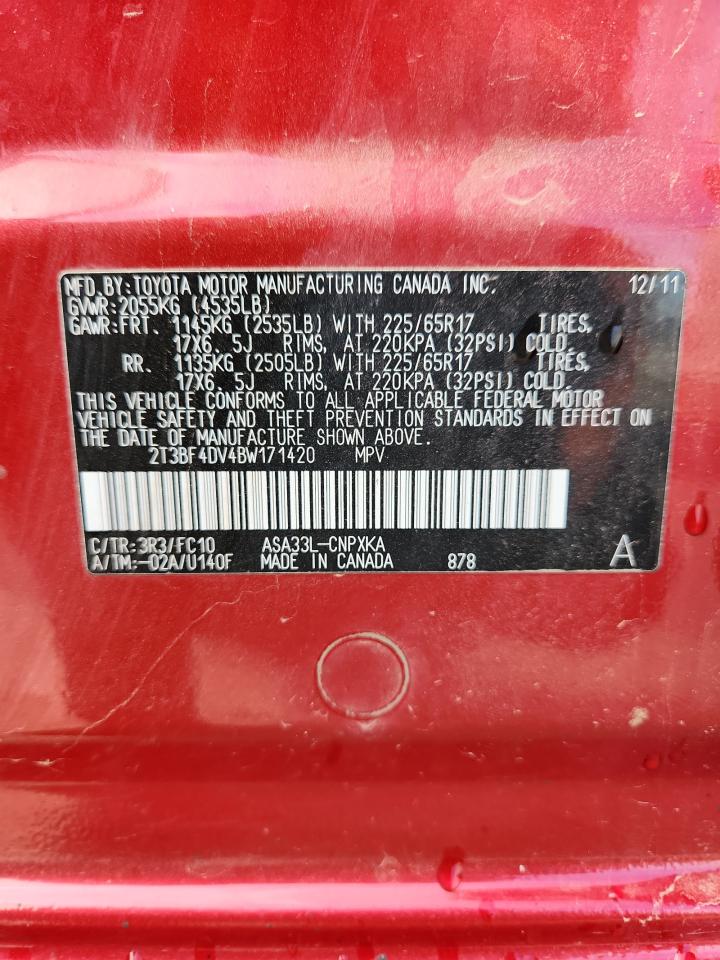 MFD.BY:TOYOTA MOTOR MANUFACTURING CANADA INC. 12/11
GVWR:2055KG (4535LB)
GAWR:FRT. 1145KG (2535LB) WITH 225/65R17 TIRES,
17X6.5J RIMS, AT 220KPA (32PSI) COLD.
RR. 1135KG (2505LB) WITH 225/65R17 TIRES,
17X6.5J RIMS, AT 220KPA (32PSI) COLD.
THIS VEHICLE CONFORMS TO ALL APPLICABLE FEDERAL MOTOR
VEHICLE SAFETY AND THEFT PREVENTION STANDARDS IN EFFECT ON
THE DATE OF MANUFACTURE SHOWN ABOVE.
2T3BF4DV4BW171420 MPV
C/TR:3R3/FC10 ASA33L-CNPXKA
A/TM:-02A/U140F MADE IN CANADA 878 A